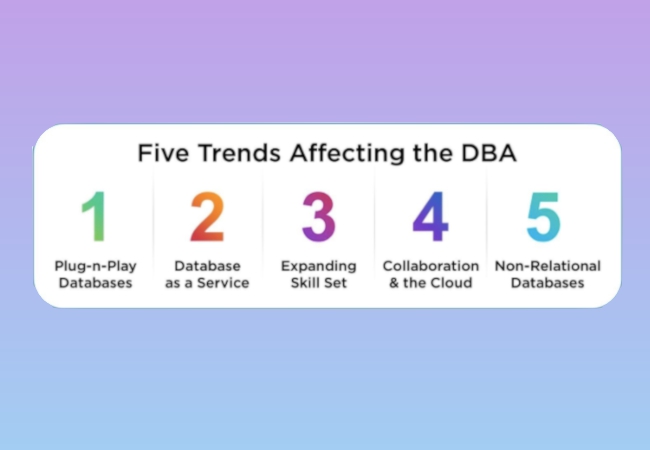 Five Trends Affecting the DBA
1
Plug-n-Play
Databases
2
Database
as a Service
3
Expanding
Skill Set
4
Collaboration
& the Cloud
5
Non-Relational
Databases